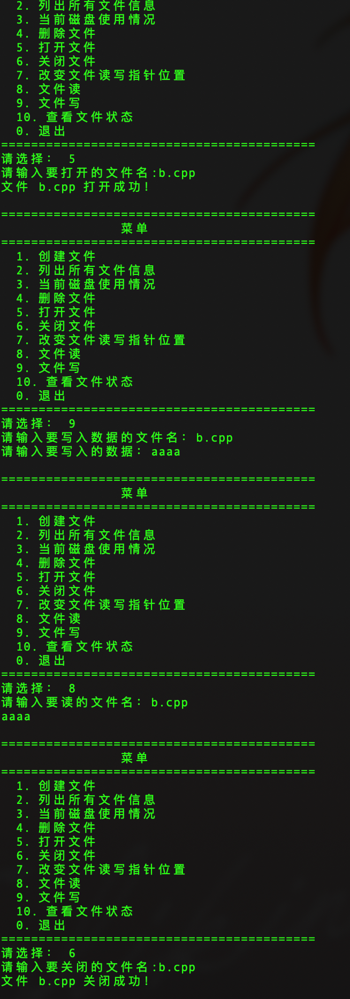 2. 列出所有文件信息
3. 当前磁盘使用情况
4. 删除文件
5. 打开文件
6. 关闭文件
7. 改变文件读写指针位置
8. 文件读
9. 文件写
10. 查看文件状态
0. 退出
==========================================
请选择： 5
请输入要打开的文件名:b.cpp
文件 b.cpp 打开成功!
==========================================
菜单
==========================================
1. 创建文件
2. 列出所有文件信息
3. 当前磁盘使用情况
4. 删除文件
5. 打开文件
6. 关闭文件
7. 改变文件读写指针位置
8. 文件读
9. 文件写
10. 查看文件状态
0. 退出
==========================================
请选择： 9
请输入要写入数据的文件名: b.cpp
请输入要写入的数据: aaaa
==========================================
菜单
==========================================
1. 创建文件
2. 列出所有文件信息
3. 当前磁盘使用情况
4. 删除文件
5. 打开文件
6. 关闭文件
7. 改变文件读写指针位置
8. 文件读
9. 文件写
10. 查看文件状态
0. 退出
==========================================
请选择： 8
请输入要读的文件名: b.cpp
aaaa
==========================================
菜单
==========================================
1. 创建文件
2. 列出所有文件信息
3. 当前磁盘使用情况
4. 删除文件
5. 打开文件
6. 关闭文件
7. 改变文件读写指针位置
8. 文件读
9. 文件写
10. 查看文件状态
0. 退出
==========================================
请选择： 6
请输入要关闭的文件名:b.cpp
文件 b.cpp 关闭成功!